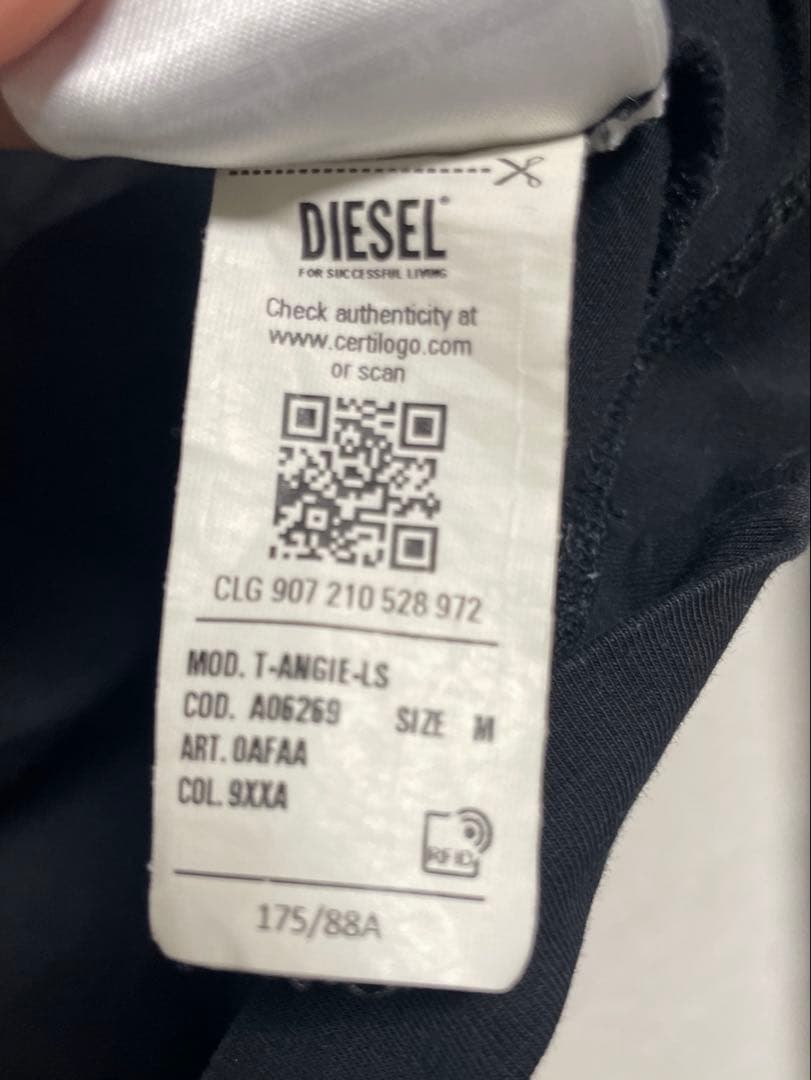 DIESEL®
FOR SUCCESSFUL LIVING
Check authenticity at
www.certilogo.com
or scan
CLG 907 210 528 972
MOD. T-ANGIE-LS
COD. A06269 SIZE M
ART. 0AFAA
COL. 9XXA
RFID
175/88A